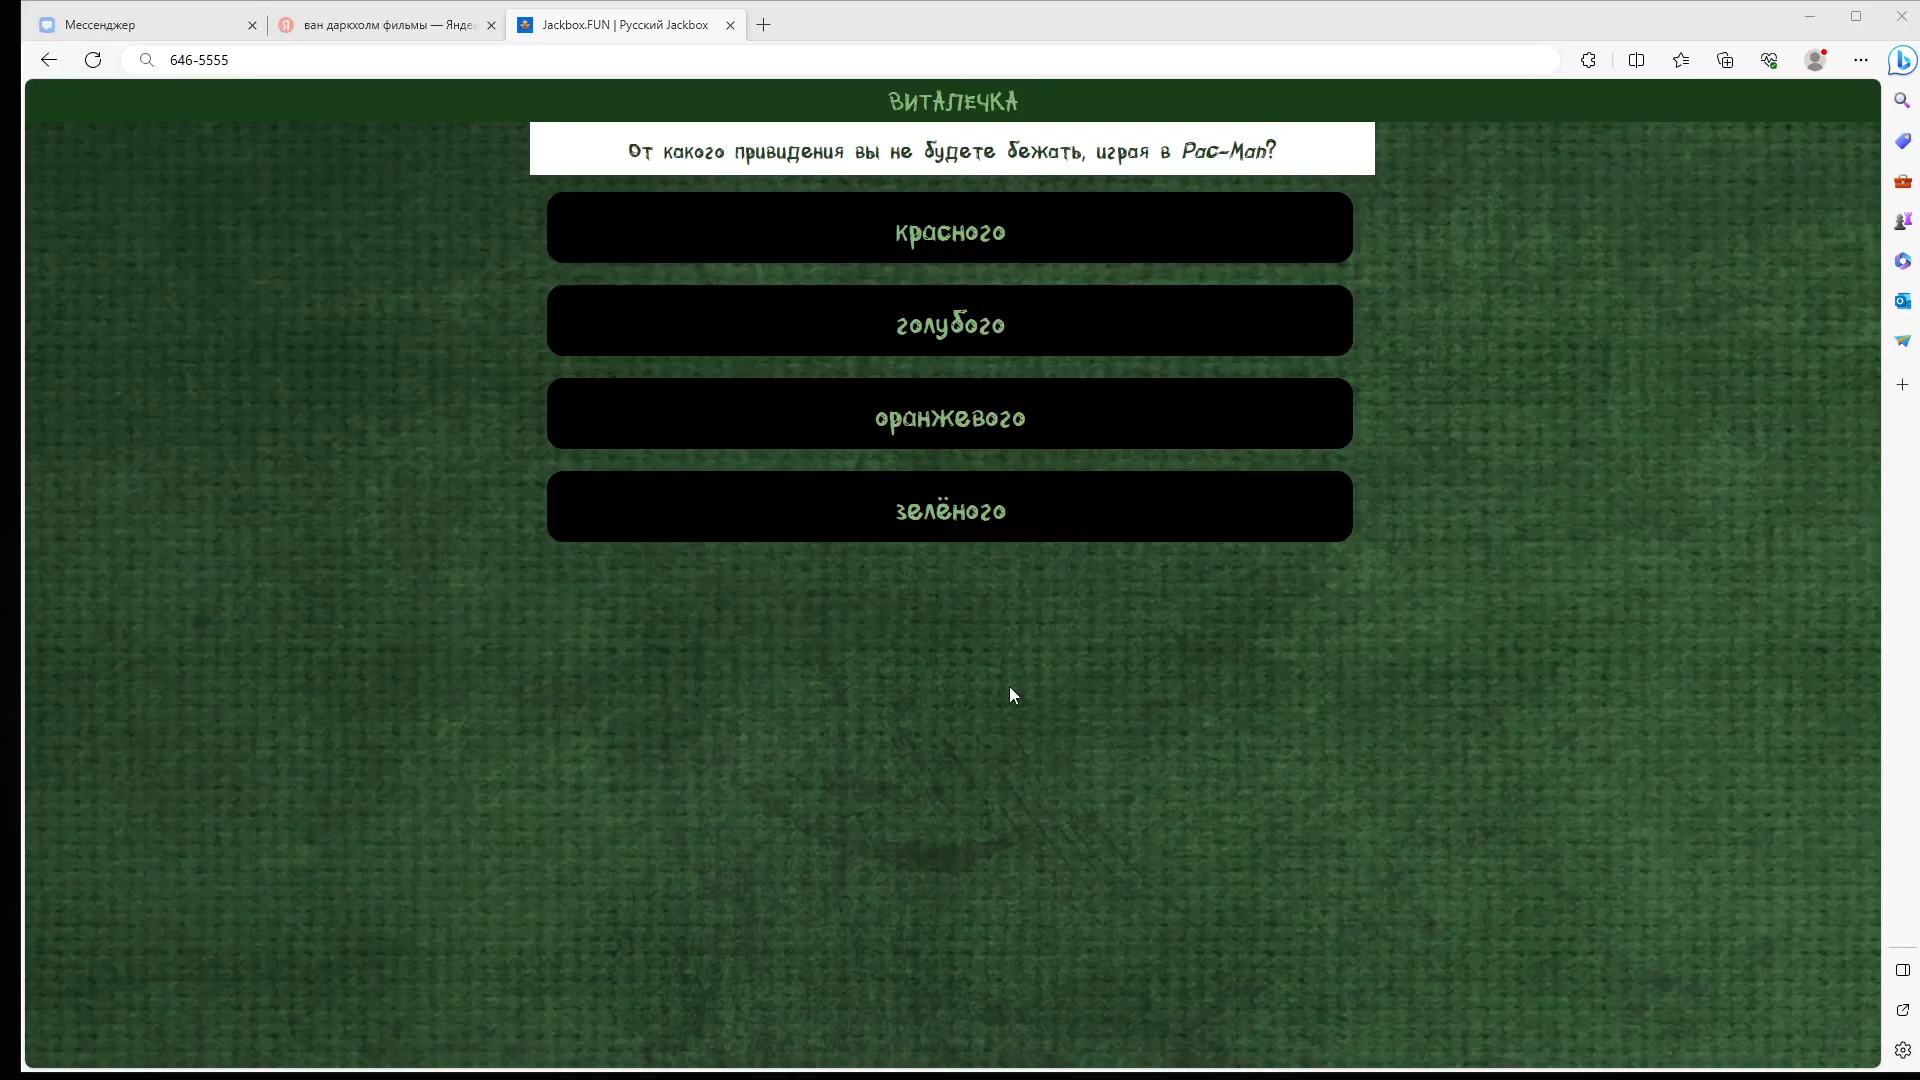 Мессенджер
ван даркхолм фильмы — Яндек
Jackbox.FUN | Русский Jackbox
646-5555
ВИТАЛЕЧКА
От какого привидения вы не будете бежать, играя в Pac-Man?
красного
голубого
оранжевого
зелёного